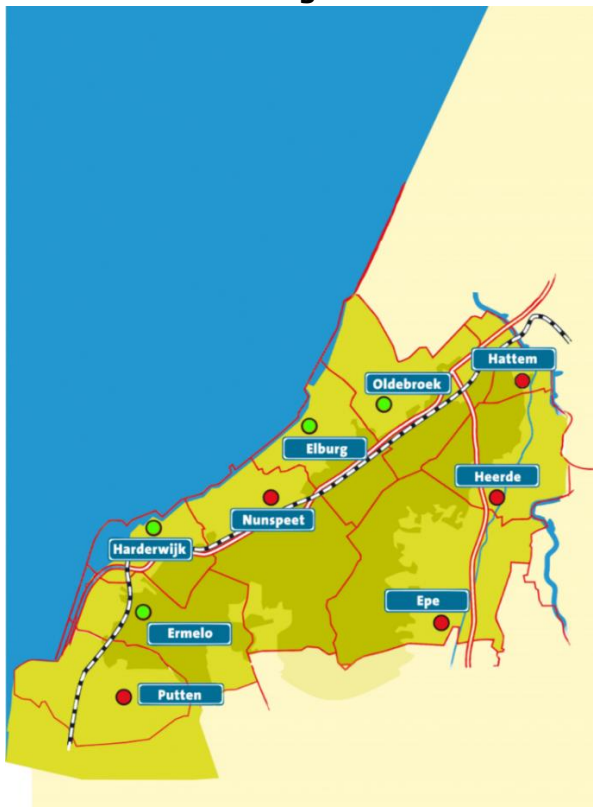 Hattem
Oldebroek
Elburg
Heerde
Nunspeet
Harderwijk
Epe
Ermelo
Putten